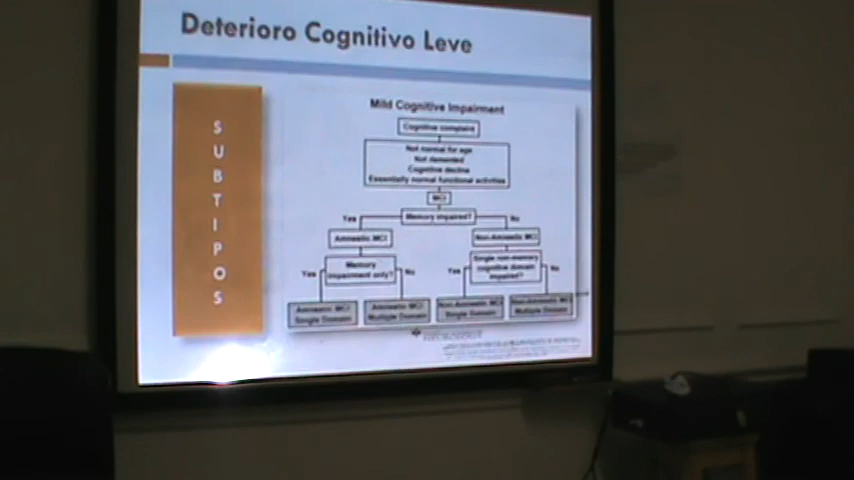 Deterioro Cognitivo Leve
SUBTIPOS
Mild Cognitive Impairment
Cognitive complaint
Not normal for age
Not demented
Cognitive decline
Essentially normal functional activities
MCI
Yes Memory impaired? No
Amnestic MCI Non-Amnestic MCI
Yes Memory impairment only? No
Yes Single non-memory cognitive domain impaired? No
Amnestic MCI Single Domain
Amnestic MCI Multiple Domain
Non-Amnestic MCI Single Domain
Non-Amnestic MCI Multiple Domain